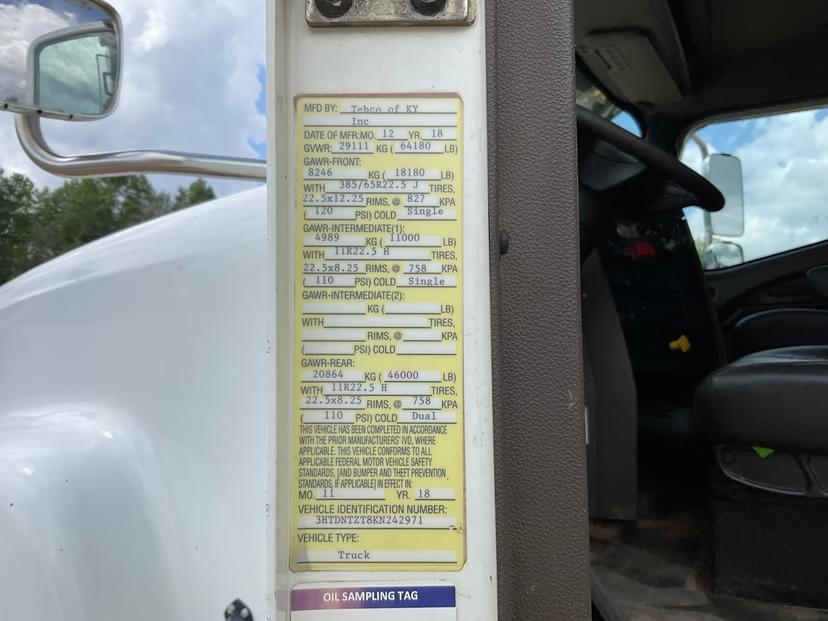 MFD BY: Tebco of KY
Inc
DATE OF MFR: MO. 12 YR. 18
GVWR: 29111 KG ( 64180 LB)
GAWR-FRONT:
8246 KG ( 18180 LB)
WITH 385/65R22.5 J TIRES,
22.5x12.25 RIMS, @ 827 KPA
( 120 PSI) COLD Single
GAWR-INTERMEDIATE(1):
4989 KG ( 11000 LB)
WITH 11R22.5 H TIRES,
22.5x8.25 RIMS, @ 758 KPA
( 110 PSI) COLD Single
GAWR-INTERMEDIATE(2):
KG ( LB)
WITH TIRES,
RIMS, @ KPA
( PSI) COLD
GAWR-REAR:
20864 KG ( 46000 LB)
WITH 11R22.5 H TIRES,
22.5x8.25 RIMS, @ 758 KPA
( 110 PSI) COLD Dual
THIS VEHICLE HAS BEEN COMPLETED IN ACCORDANCE
WITH THE PRIOR MANUFACTURERS' IVD, WHERE
APPLICABLE. THIS VEHICLE CONFORMS TO ALL
APPLICABLE FEDERAL MOTOR VEHICLE SAFETY
STANDARDS, [AND BUMPER AND THEFT PREVENTION
STANDARDS, IF APPLICABLE] IN EFFECT IN:
MO. 11 YR. 18
VEHICLE IDENTIFICATION NUMBER:
3HTDNTZT8KN242971
VEHICLE TYPE:
Truck
OIL SAMPLING TAG